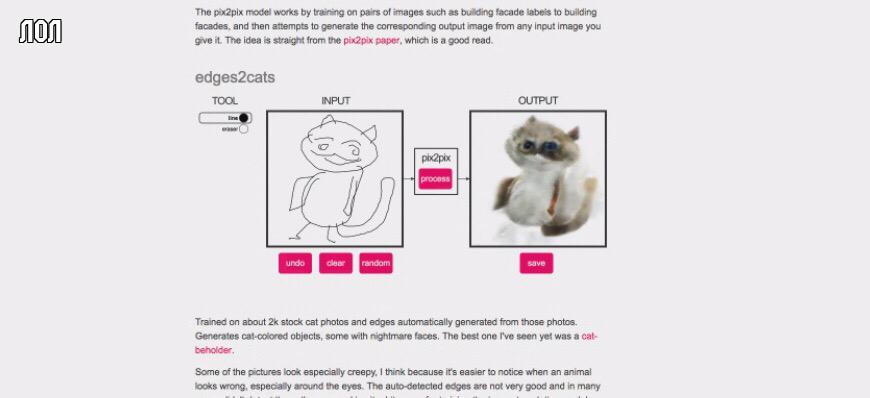 The pix2pix model works by training on pairs of images such as building facade labels to building
facades, and then attempts to generate the corresponding output image from any input image you
give it. The idea is straight from the pix2pix paper, which is a good read.
ЛОЛ
edges2cats
TOOL
INPUT
OUTPUT
line
eraser
pix2pix
process
undo
clear
random
save
Trained on about 2k stock cat photos and edges automatically generated from those photos.
Generates cat-colored objects, some with nightmare faces. The best one I've seen yet was a cat-
beholder.
Some of the pictures look especially creepy, I think because it's easier to notice when an animal
looks wrong, especially around the eyes. The auto-detected edges are not very good and in many